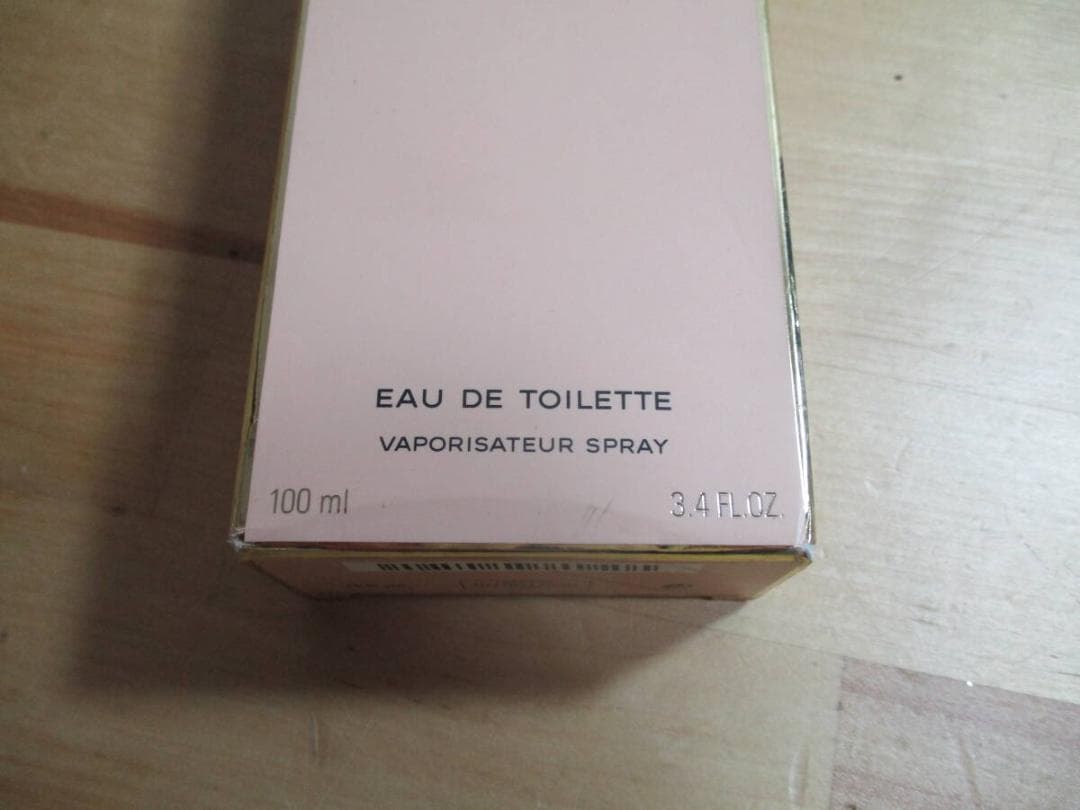 EAU DE TOILETTE
VAPORISATEUR SPRAY
100 ml 3.4 FL.OZ.